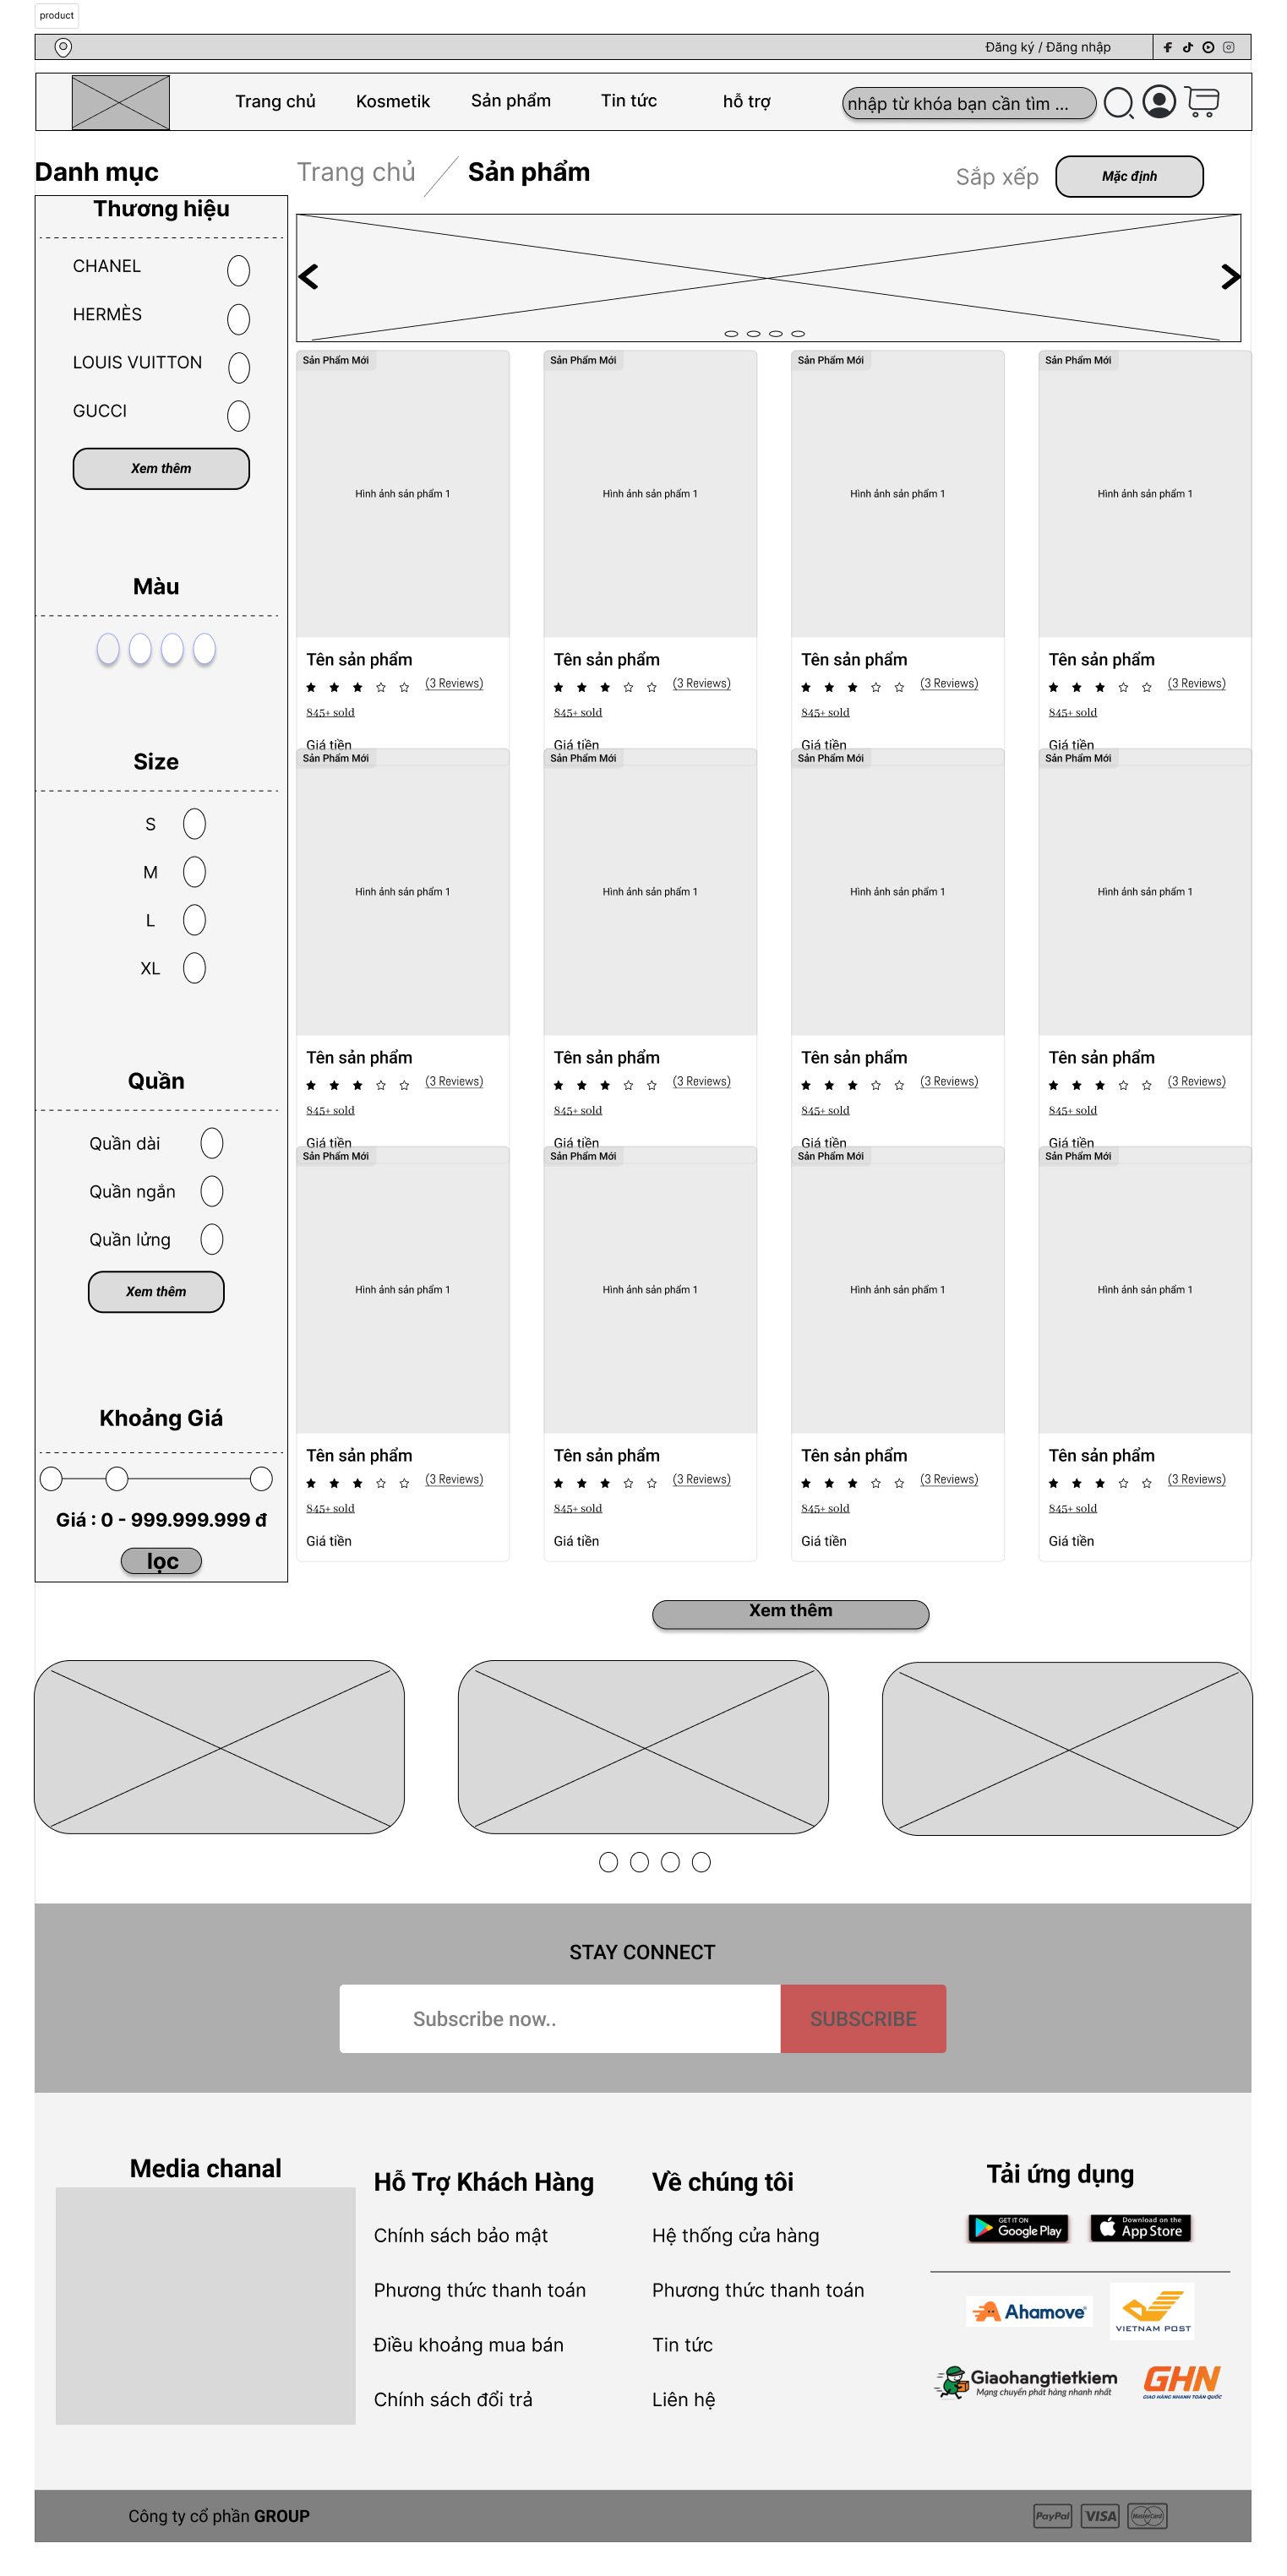 product
Đăng ký / Đăng nhập
Trang chủ Kosmetik Sản phẩm Tin tức hỗ trợ nhập từ khóa bạn cần tìm ...
Danh mục
Trang chủ Sản phẩm Sắp xếp Mặc định
Thương hiệu
CHANEL
HERMÈS
LOUIS VUITTON
GUCCI
Xem thêm
Màu
Size
S
M
L
XL
Quần
Quần dài
Quần ngắn
Quần lửng
Xem thêm
Khoảng Giá
Giá : 0 - 999.999.999 đ
lọc
Sản Phẩm Mới Sản Phẩm Mới Sản Phẩm Mới Sản Phẩm Mới
Hình ảnh sản phẩm 1 Hình ảnh sản phẩm 1 Hình ảnh sản phẩm 1 Hình ảnh sản phẩm 1
Tên sản phẩm Tên sản phẩm Tên sản phẩm Tên sản phẩm
(3 Reviews) (3 Reviews) (3 Reviews) (3 Reviews)
845+ sold 845+ sold 845+ sold 845+ sold
Giá tiền Giá tiền Giá tiền Giá tiền
Sản Phẩm Mới Sản Phẩm Mới Sản Phẩm Mới Sản Phẩm Mới
Hình ảnh sản phẩm 1 Hình ảnh sản phẩm 1 Hình ảnh sản phẩm 1 Hình ảnh sản phẩm 1
Tên sản phẩm Tên sản phẩm Tên sản phẩm Tên sản phẩm
(3 Reviews) (3 Reviews) (3 Reviews) (3 Reviews)
845+ sold 845+ sold 845+ sold 845+ sold
Giá tiền Giá tiền Giá tiền Giá tiền
Sản Phẩm Mới Sản Phẩm Mới Sản Phẩm Mới Sản Phẩm Mới
Hình ảnh sản phẩm 1 Hình ảnh sản phẩm 1 Hình ảnh sản phẩm 1 Hình ảnh sản phẩm 1
Tên sản phẩm Tên sản phẩm Tên sản phẩm Tên sản phẩm
(3 Reviews) (3 Reviews) (3 Reviews) (3 Reviews)
845+ sold 845+ sold 845+ sold 845+ sold
Giá tiền Giá tiền Giá tiền Giá tiền
Xem thêm
STAY CONNECT
Subscribe now.. SUBSCRIBE
Media chanal
Hỗ Trợ Khách Hàng
Chính sách bảo mật
Phương thức thanh toán
Điều khoảng mua bán
Chính sách đổi trả
Về chúng tôi
Hệ thống cửa hàng
Phương thức thanh toán
Tin tức
Liên hệ
Tải ứng dụng
GET IT ON
Google Play
Download on the
App Store
Ahamove
VIETNAM POST
Giaohangtietkiem
Mạng chuyển phát hàng nhanh nhất
GHN
GIAO HÀNG NHANH TOÀN QUỐC
Công ty cổ phần GROUP
PayPal VISA MasterCard